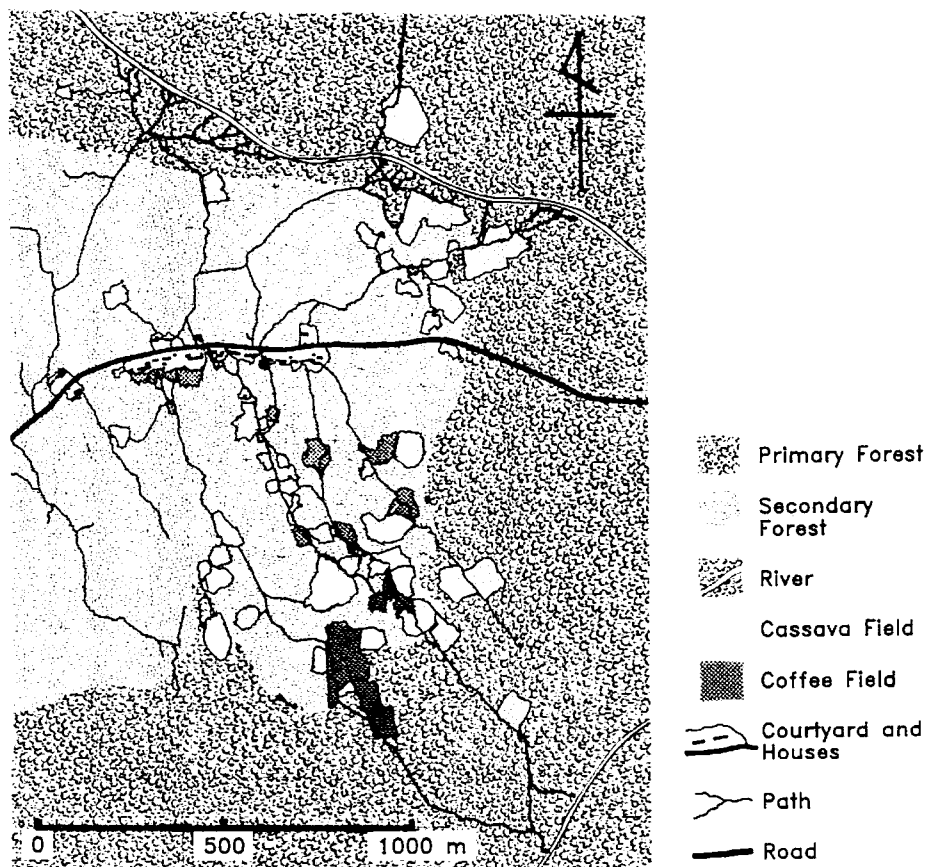 Primary Forest
Secondary
Forest
River
Cassava Field
Coffee Field
Courtyard and
Houses
Path
Road
0 500 1000 m